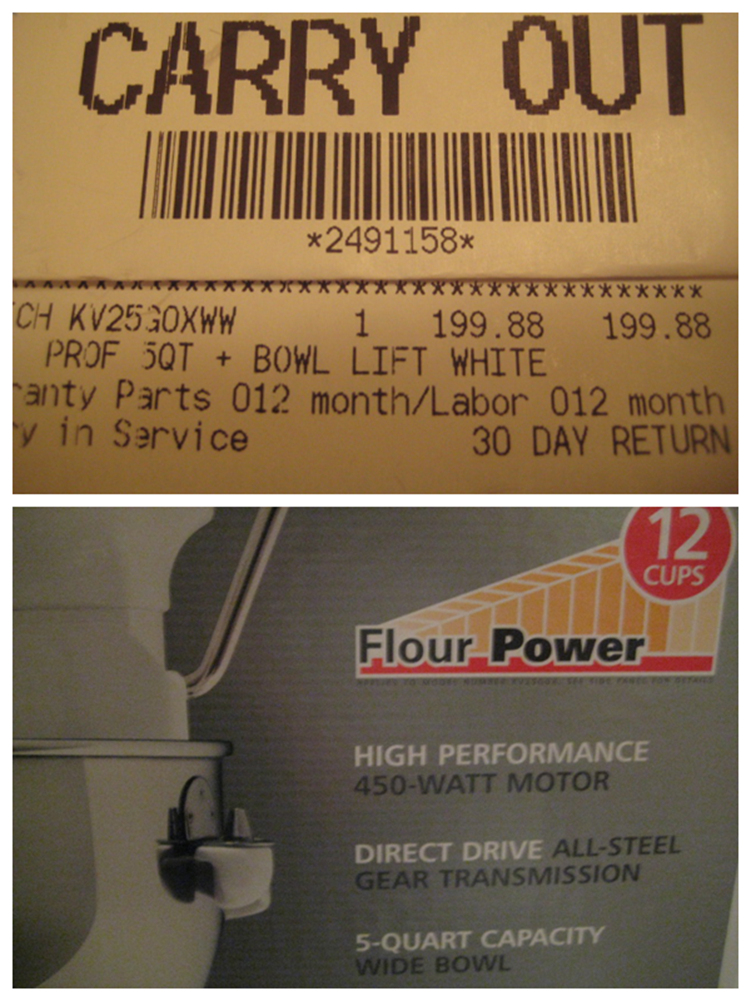 CARRY OUT
*2491158*
CH KV25G0XWW 1 199.88 199.88
PROF 5QT + BOWL LIFT WHITE
ranty Parts 012 month/Labor 012 month
y in Service 30 DAY RETURN
12
CUPS
Flour Power
HIGH PERFORMANCE
450-WATT MOTOR
DIRECT DRIVE ALL-STEEL
GEAR TRANSMISSION
5-QUART CAPACITY
WIDE BOWL